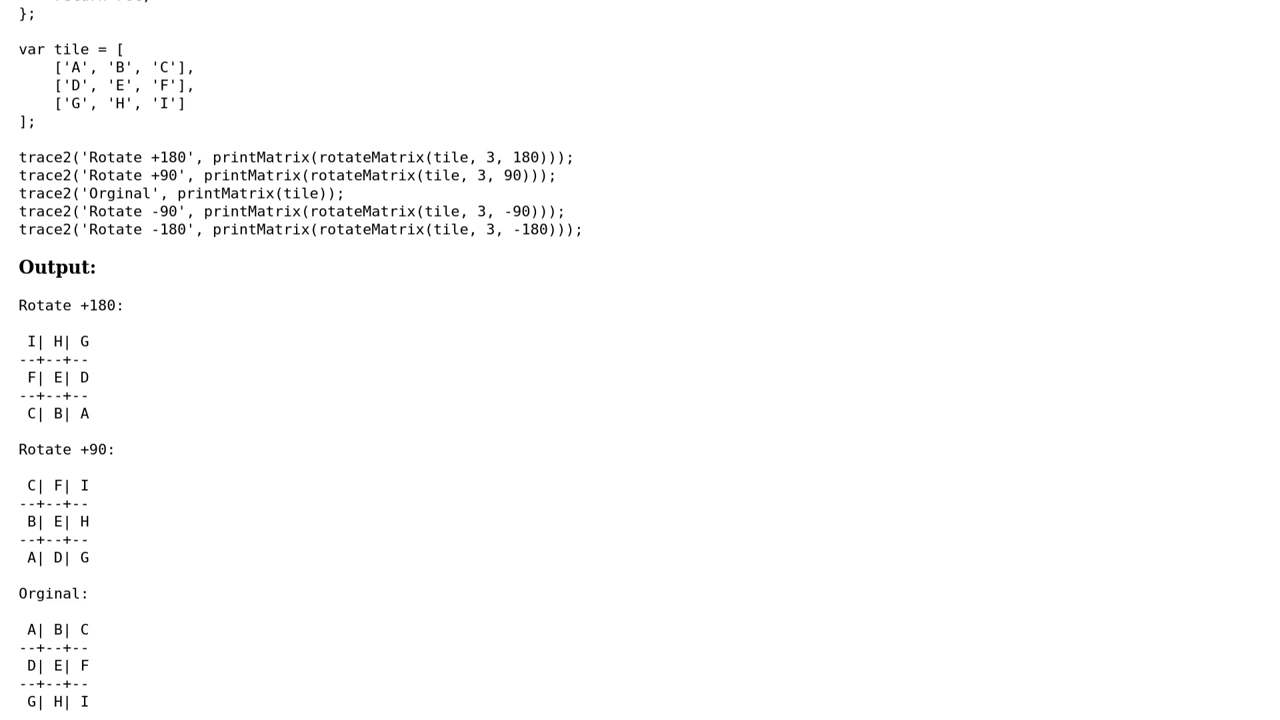 };
var tile = [
    ['A', 'B', 'C'],
    ['D', 'E', 'F'],
    ['G', 'H', 'I']
];
trace2('Rotate +180', printMatrix(rotateMatrix(tile, 3, 180)));
trace2('Rotate +90', printMatrix(rotateMatrix(tile, 3, 90)));
trace2('Orginal', printMatrix(tile));
trace2('Rotate -90', printMatrix(rotateMatrix(tile, 3, -90)));
trace2('Rotate -180', printMatrix(rotateMatrix(tile, 3, -180)));
Output:
Rotate +180:
 I| H| G
--+--+--
 F| E| D
--+--+--
 C| B| A
Rotate +90:
 C| F| I
--+--+--
 B| E| H
--+--+--
 A| D| G
Orginal:
 A| B| C
--+--+--
 D| E| F
--+--+--
 G| H| I